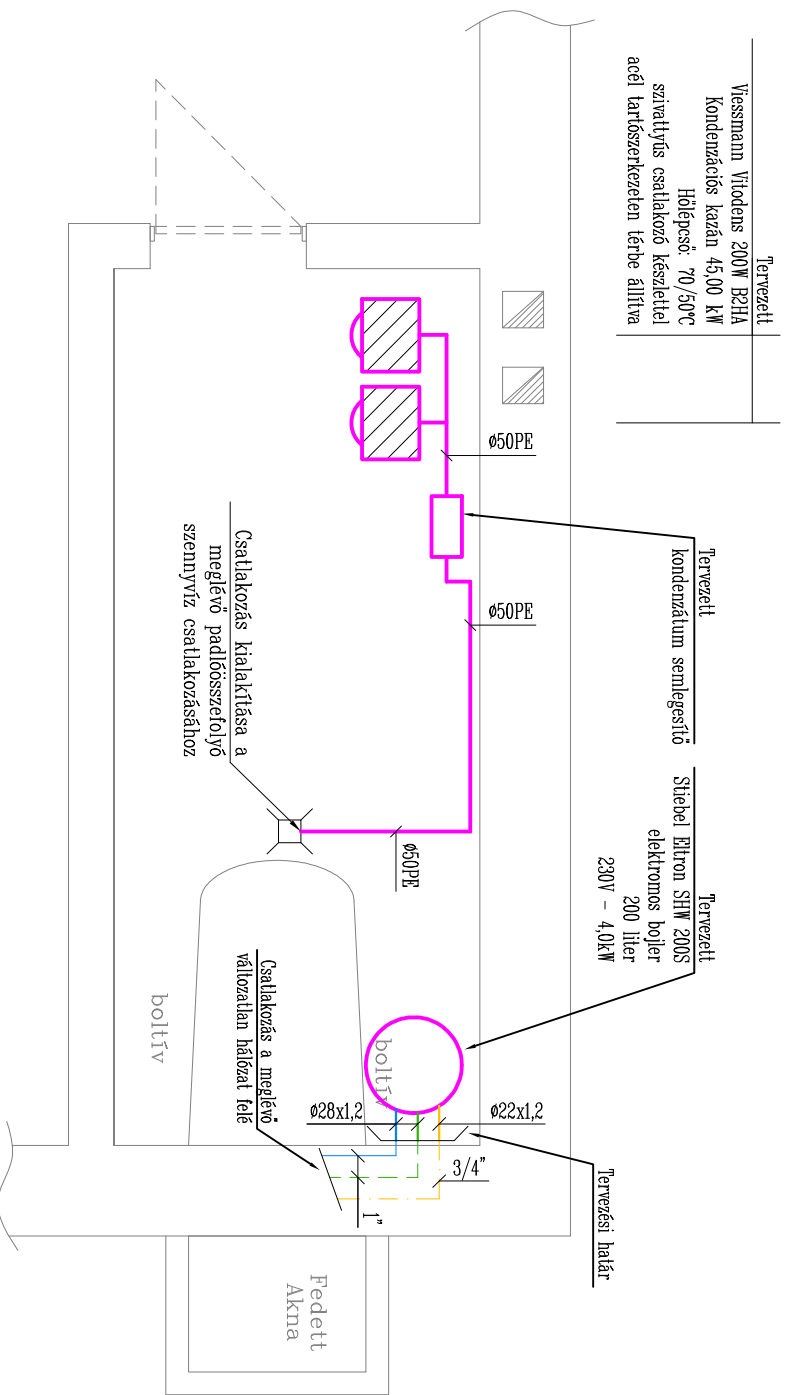 Tervezett
Viessmann Vitodens 200W B2HA
Kondenzációs kazán 45,00 kW
Hőlépcső: 70/50°C
szivattyús csatlakozó készlettel
acél tartószerkezeten térbe állítva
Tervezett
kondenzátum semlegesítő
Tervezett
Stiebel Eltron SHW 200S
elektromos bojler
200 liter
230V - 4,0kW
Tervezési határ
ø50PE
ø50PE
ø50PE
Csatlakozás kialakítása a
meglévő padlóösszefolyó
szennyvíz csatlakozásához
boltív
boltív
ø22x1,2
ø28x1,2
3/4"
1"
Csatlakozás a meglévő
változatlan hálózat felé
Fedett
Akna